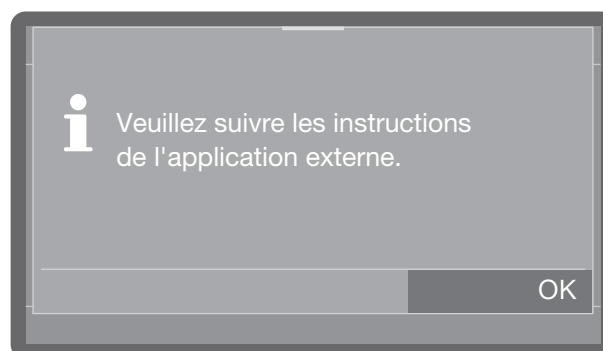 Veuillez suivre les instructions
de l'application externe.
OK